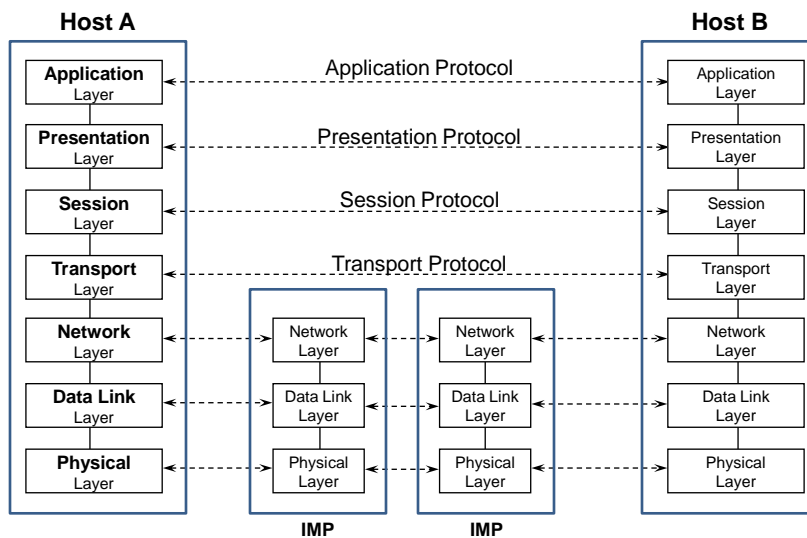 Host A
Host B
Application
Layer
Application Protocol
Application
Layer
Presentation
Layer
Presentation Protocol
Presentation
Layer
Session
Layer
Session Protocol
Session
Layer
Transport
Layer
Transport Protocol
Transport
Layer
Network
Layer
Network
Layer
Network
Layer
Network
Layer
Data Link
Layer
Data Link
Layer
Data Link
Layer
Data Link
Layer
Physical
Layer
Physical
Layer
Physical
Layer
Physical
Layer
IMP
IMP